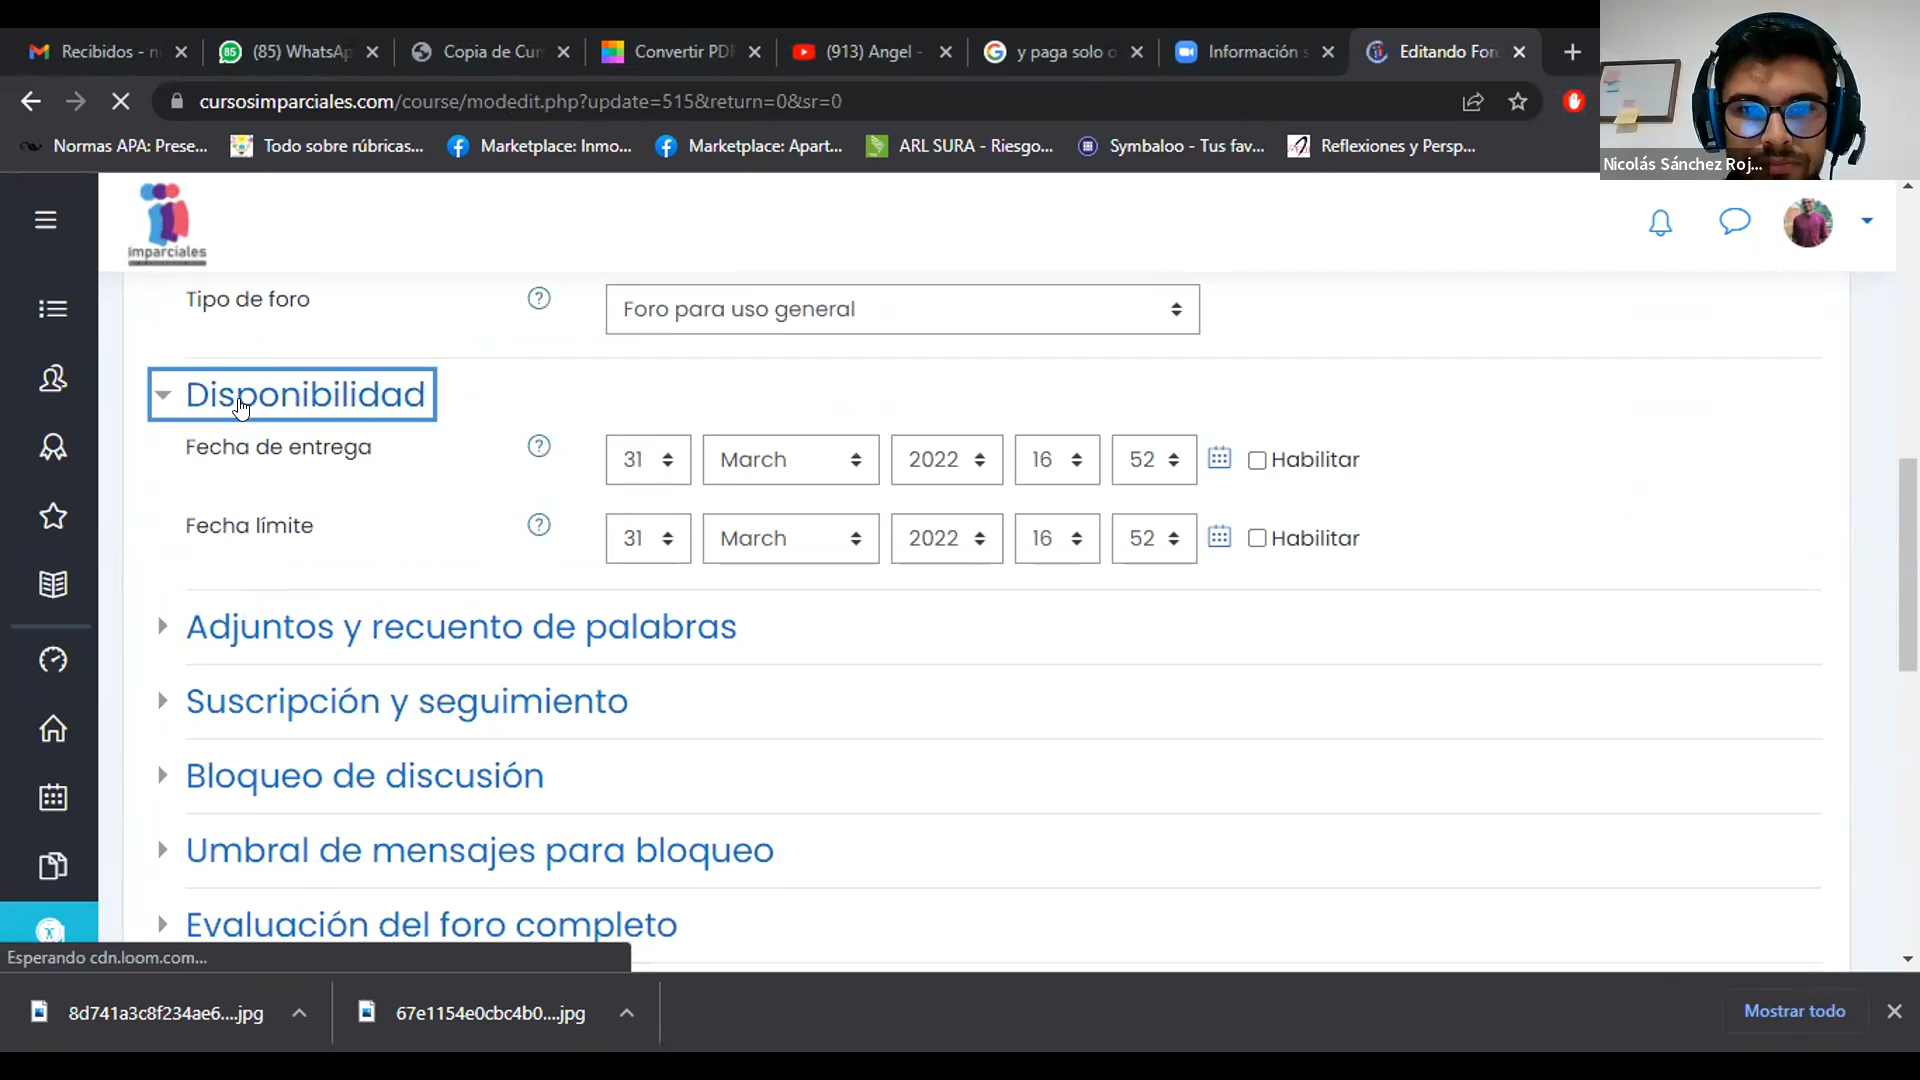 Recibidos - n
(85) WhatsAp
Copia de Cur
Convertir PDF
(913) Angel -
y paga solo o
Información s
Editando For
cursosimparciales.com/course/modedit.php?update=515&return=0&sr=0
Normas APA: Prese...
Todo sobre rúbricas...
Marketplace: Inmo...
Marketplace: Apart...
ARL SURA - Riesgo...
Symbaloo - Tus fav...
Reflexiones y Persp...
Nicolás Sánchez Roj...
imparciales
Tipo de foro
Foro para uso general
Disponibilidad
Fecha de entrega
31 March 2022 16 52 Habilitar
Fecha límite
31 March 2022 16 52 Habilitar
Adjuntos y recuento de palabras
Suscripción y seguimiento
Bloqueo de discusión
Umbral de mensajes para bloqueo
Evaluación del foro completo
Esperando cdn.loom.com...
8d741a3c8f234ae6....jpg
67e1154e0cbc4b0....jpg
Mostrar todo